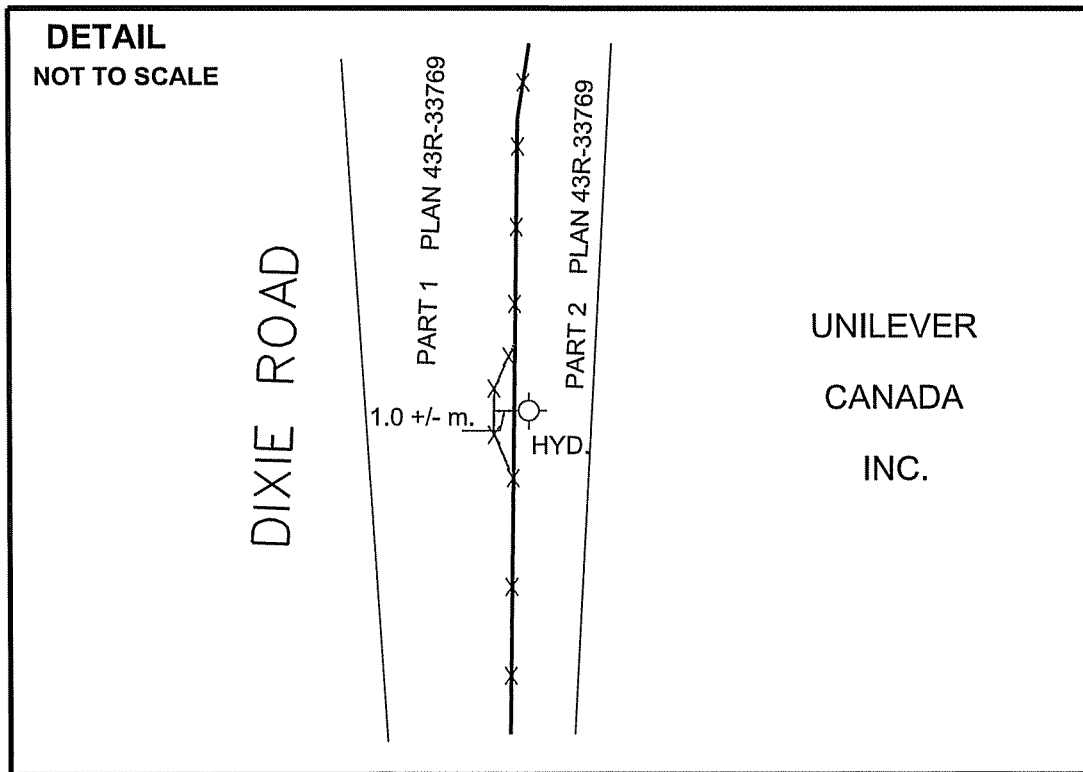 DETAIL
NOT TO SCALE
DIXIE ROAD
PART 1 PLAN 43R-33769
PART 2 PLAN 43R-33769
1.0 +/- m.
HYD.
UNILEVER
CANADA
INC.